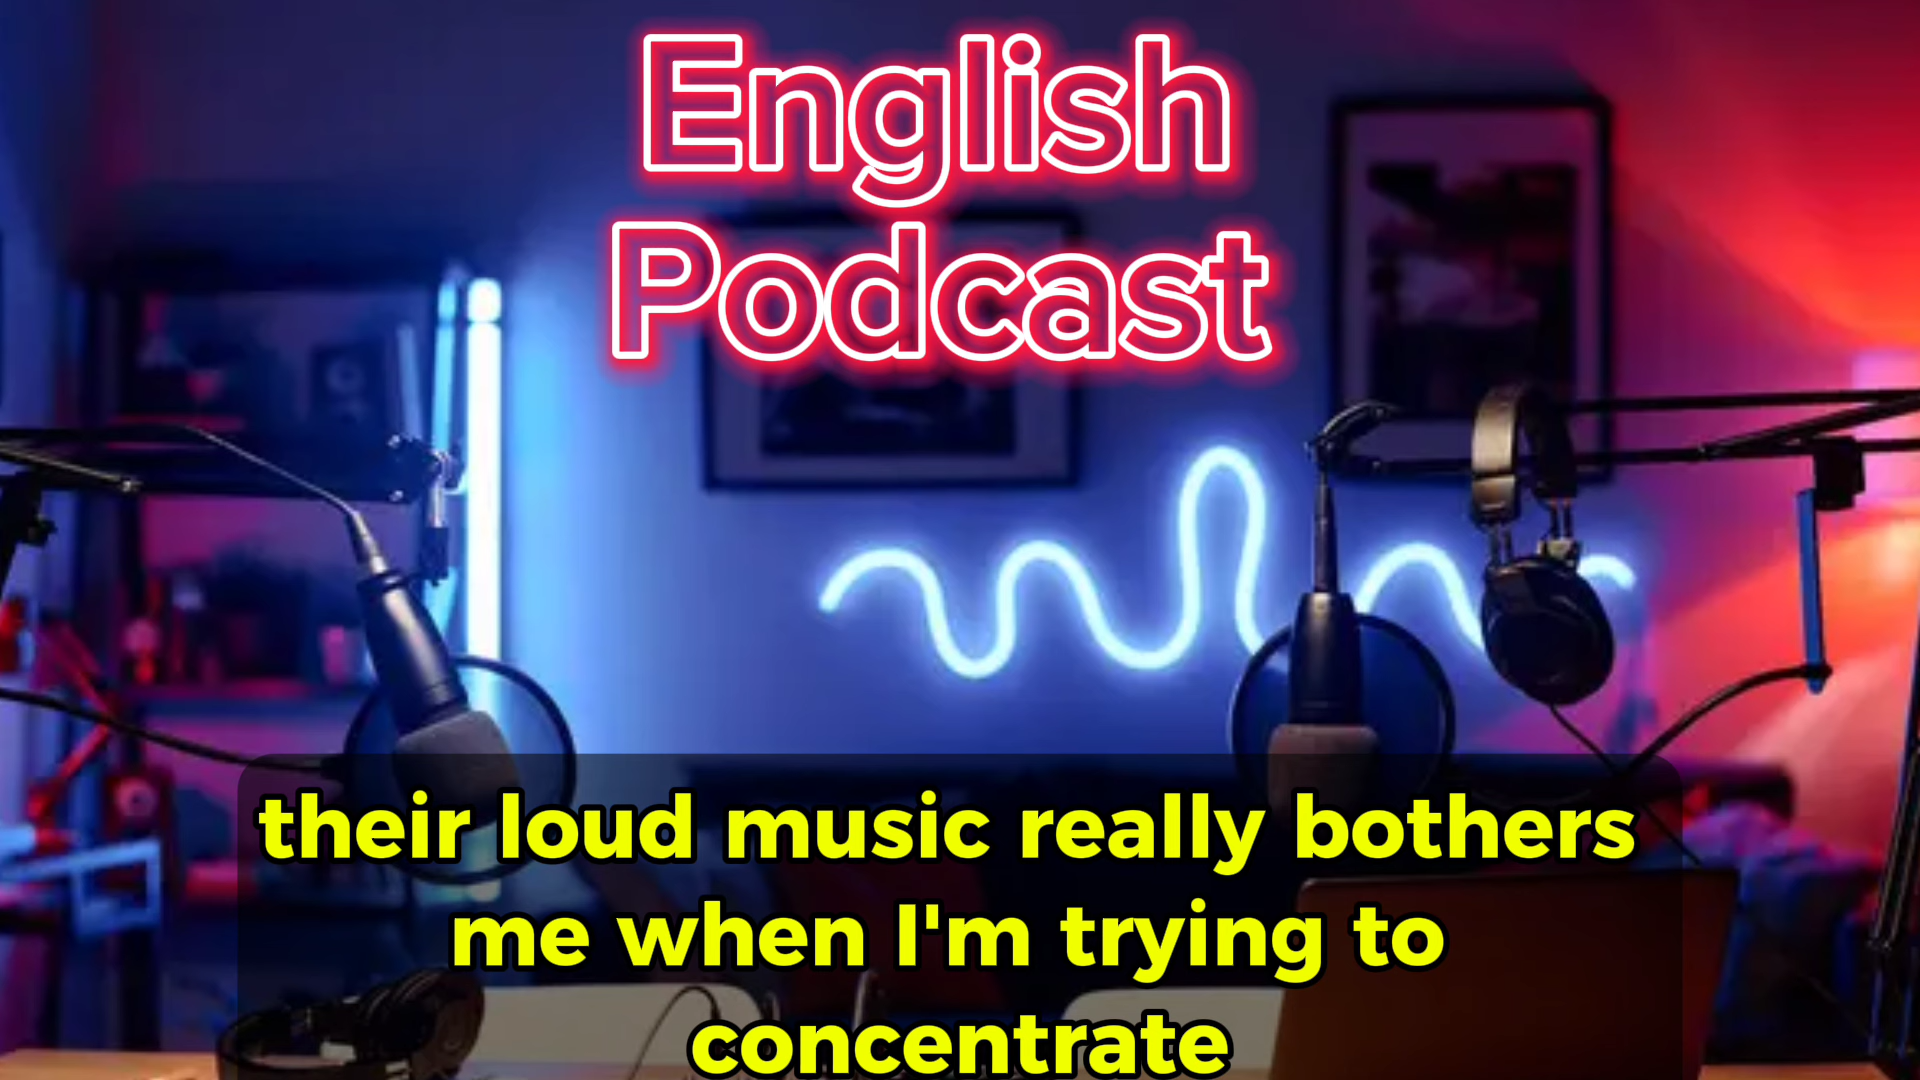 English
Podcast
their loud music really bothers
me when I'm trying to
concentrate